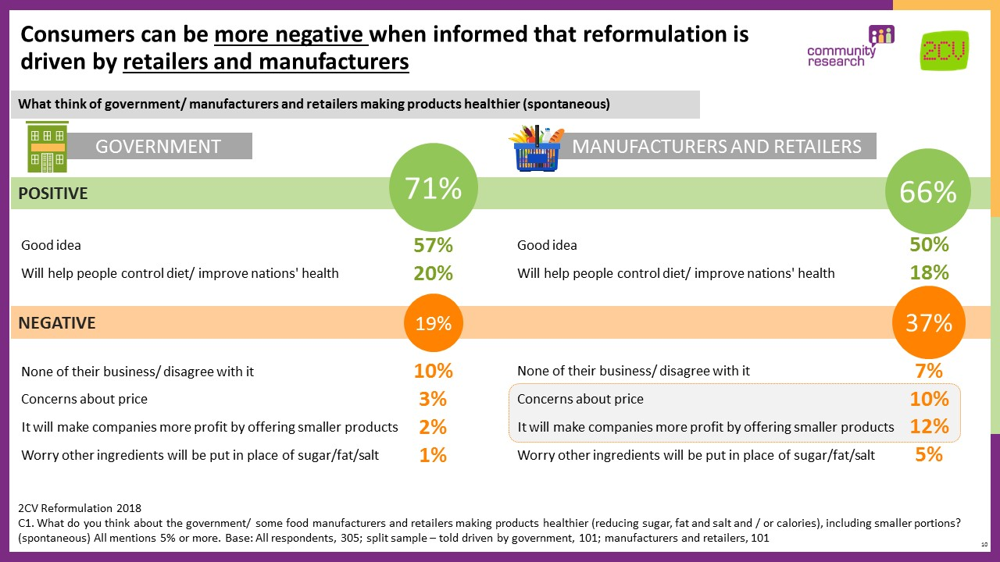 Consumers can be more negative when informed that reformulation is
driven by retailers and manufacturers
community
research
2CV
What think of government/ manufacturers and retailers making products healthier (spontaneous)
GOVERNMENT
MANUFACTURERS AND RETAILERS
POSITIVE
71%
66%
Good idea
57%
Good idea
50%
Will help people control diet/ improve nations' health
20%
Will help people control diet/ improve nations' health
18%
NEGATIVE
19%
37%
None of their business/ disagree with it
10%
None of their business/ disagree with it
7%
Concerns about price
3%
Concerns about price
10%
It will make companies more profit by offering smaller products
2%
It will make companies more profit by offering smaller products
12%
Worry other ingredients will be put in place of sugar/fat/salt
1%
Worry other ingredients will be put in place of sugar/fat/salt
5%
2CV Reformulation 2018
C1. What do you think about the government/ some food manufacturers and retailers making products healthier (reducing sugar, fat and salt and / or calories), including smaller portions?
(spontaneous) All mentions 5% or more. Base: All respondents, 305; split sample – told driven by government, 101; manufacturers and retailers, 101
10